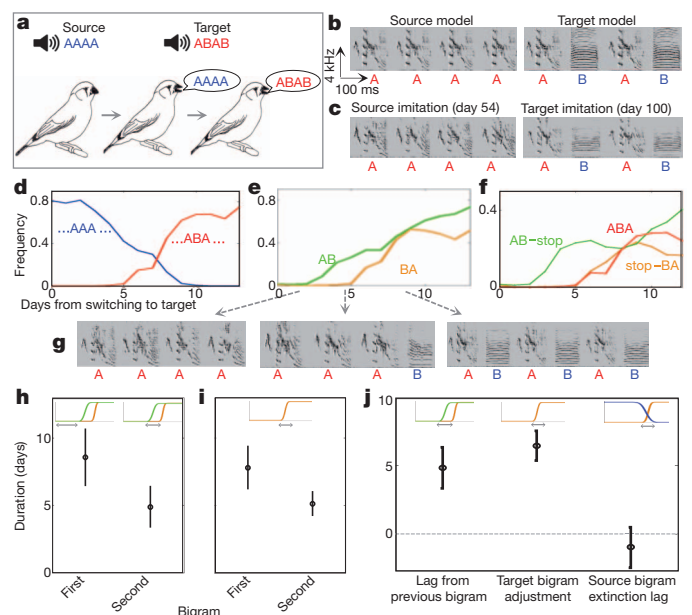 a
Source
AAAA
Target
ABAB
AAAA
ABAB
b
Source model
Target model
4 kHz
100 ms
A A A A
A B A B
c
Source imitation (day 54)
Target imitation (day 100)
A A A A
A B A B
d
0.8
0.4
0
Frequency
...AAA ...
...ABA ...
0 5 10
Days from switching to target
e
0.8
0.4
0
AB
BA
0 5 10
f
0.4
0
AB–stop
ABA
stop–BA
0 5 10
g
A A A A
A A A B
A B A B
h
10
5
0
Duration (days)
First
Second
i
First
Second
Bigram
j
10
5
0
Lag from
previous bigram
Target bigram
adjustment
Source bigram
extinction lag